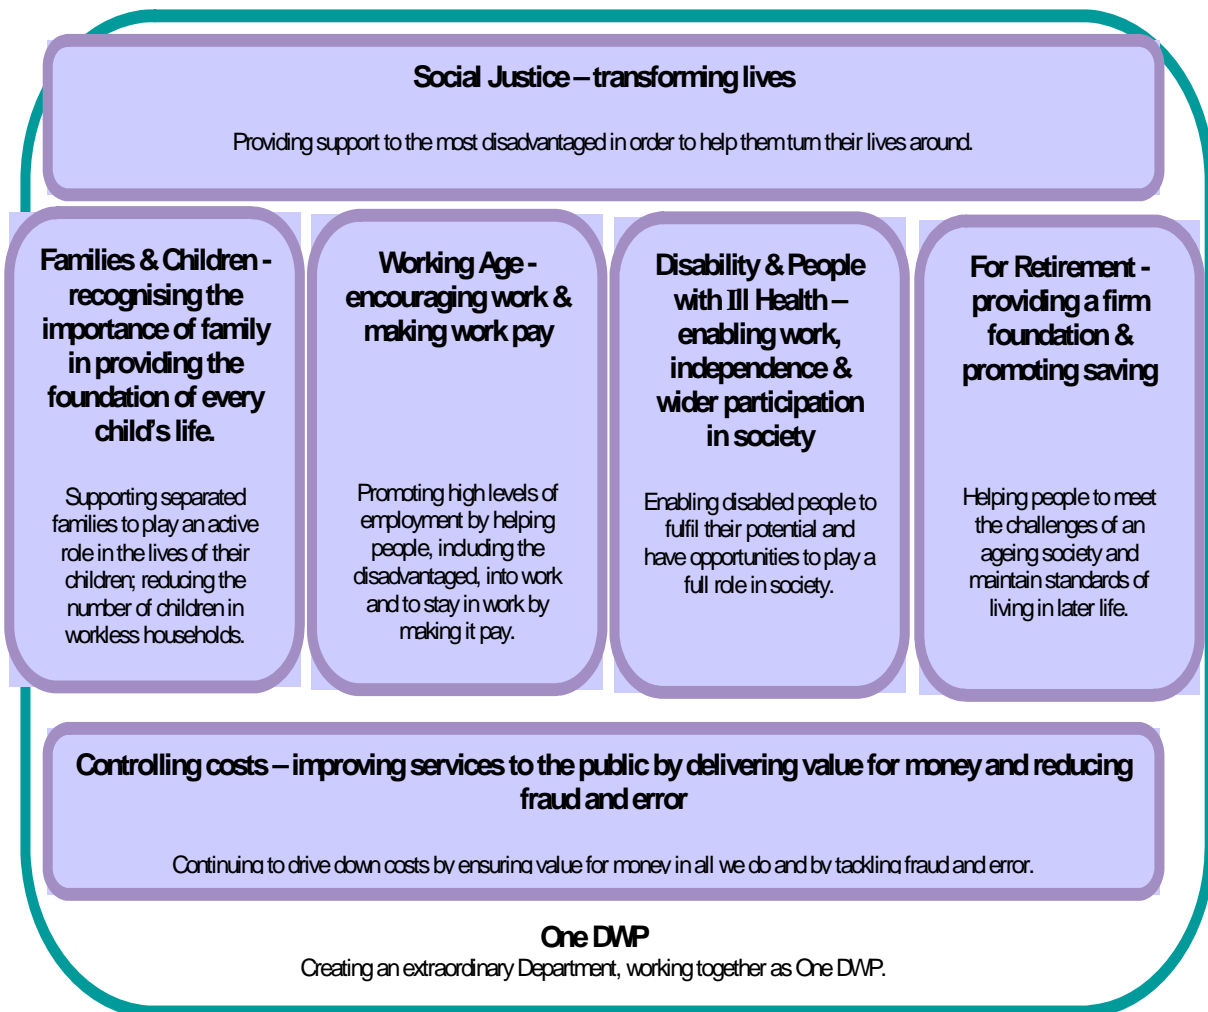 Social Justice – transforming lives
Providing support to the most disadvantaged in order to help them turn their lives around.
Families & Children -
recognising the
importance of family
in providing the
foundation of every
child's life.
Supporting separated
families to play an active
role in the lives of their
children; reducing the
number of children in
workless households.
Working Age -
encouraging work &
making work pay
Promoting high levels of
employment by helping
people, including the
disadvantaged, into work
and to stay in work by
making it pay.
Disability & People
with Ill Health –
enabling work,
independence &
wider participation
in society
Enabling disabled people to
fulfil their potential and
have opportunities to play a
full role in society.
For Retirement -
providing a firm
foundation &
promoting saving
Helping people to meet
the challenges of an
ageing society and
maintain standards of
living in later life.
Controlling costs – improving services to the public by delivering value for money and reducing
fraud and error
Continuing to drive down costs by ensuring value for money in all we do and by tackling fraud and error.
One DWP
Creating an extraordinary Department, working together as One DWP.